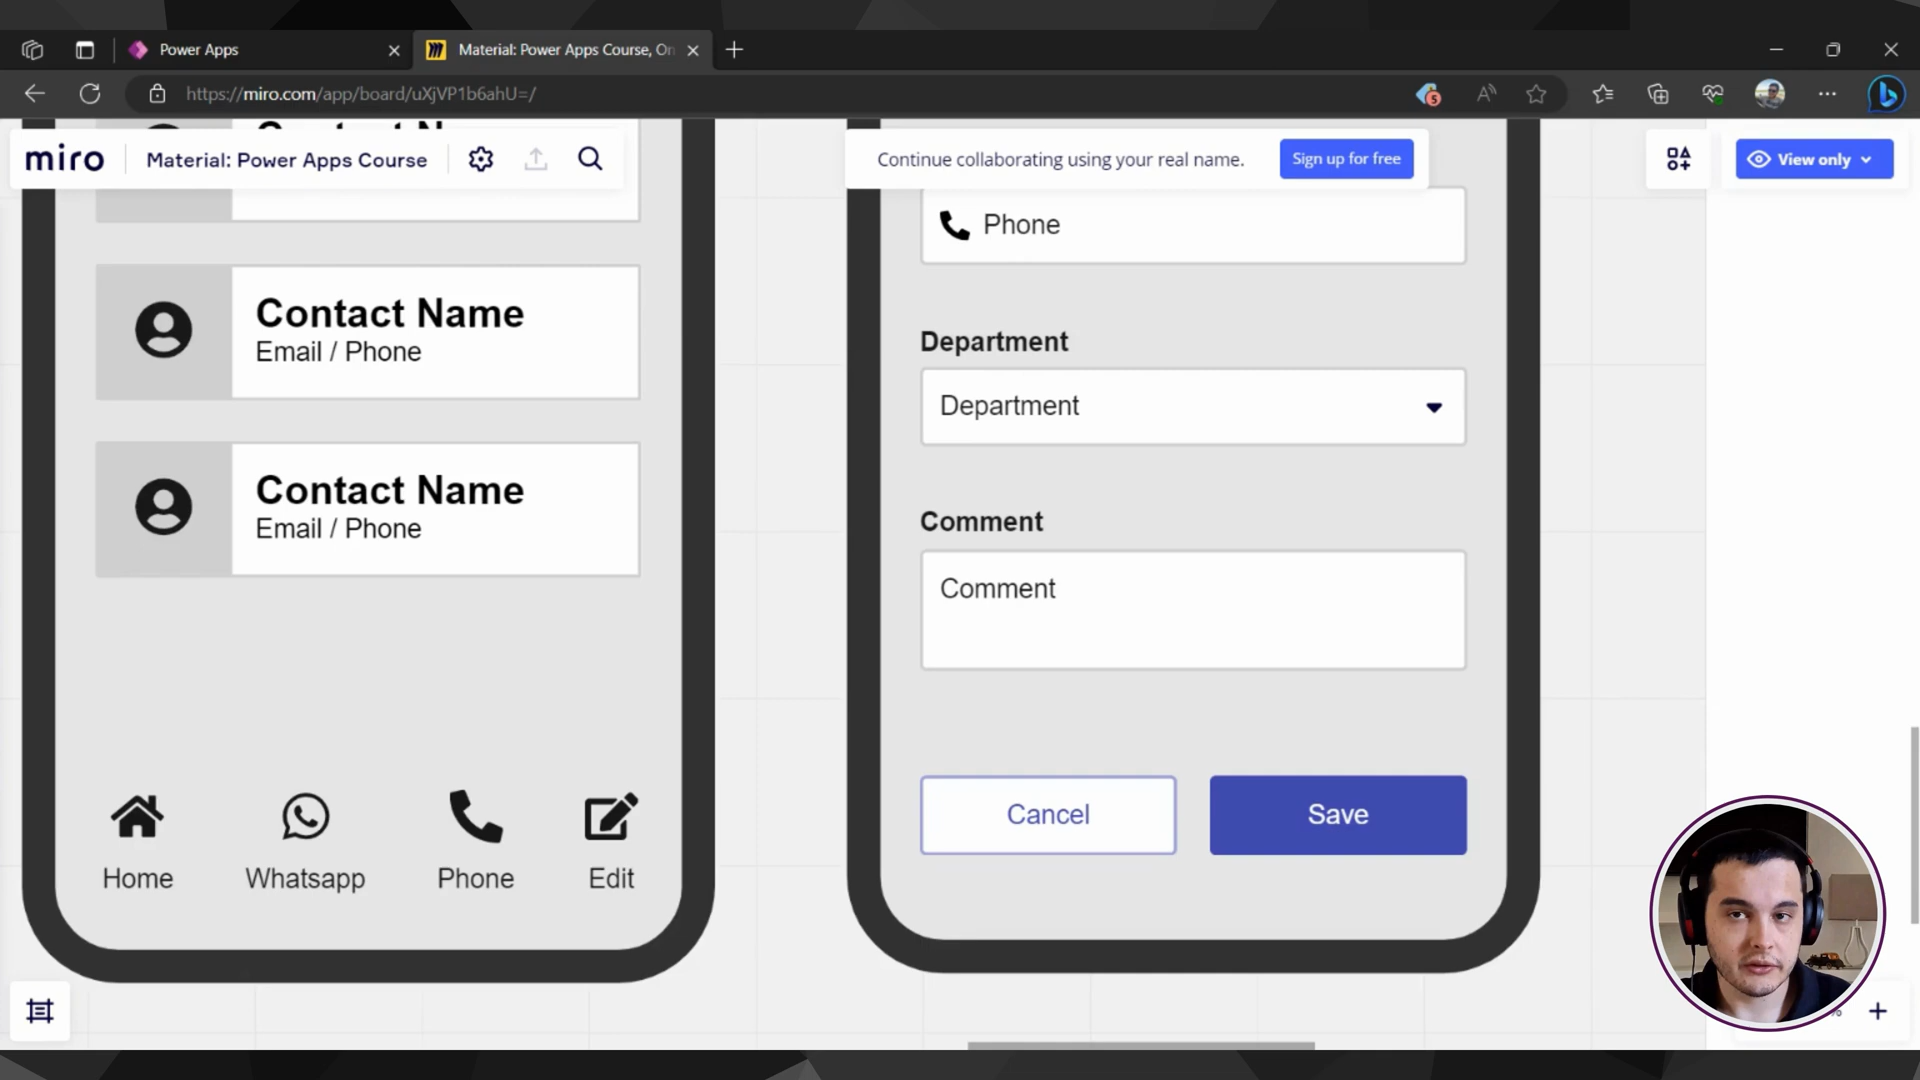 Power Apps
Material: Power Apps Course, On
https://miro.com/app/board/uXjVP1b6ahU=/
5
miro
Material: Power Apps Course
Continue collaborating using your real name.
Sign up for free
View only
Contact Name
Email / Phone
Contact Name
Email / Phone
Home
Whatsapp
Phone
Edit
Phone
Department
Department
Comment
Comment
Cancel
Save